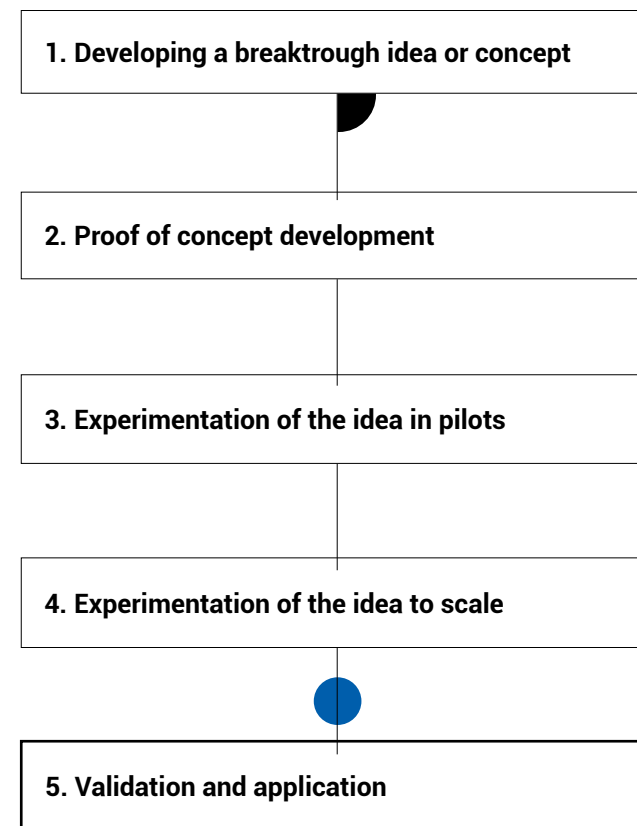 1. Developing a breaktrough idea or concept
2. Proof of concept development
3. Experimentation of the idea in pilots
4. Experimentation of the idea to scale
5. Validation and application